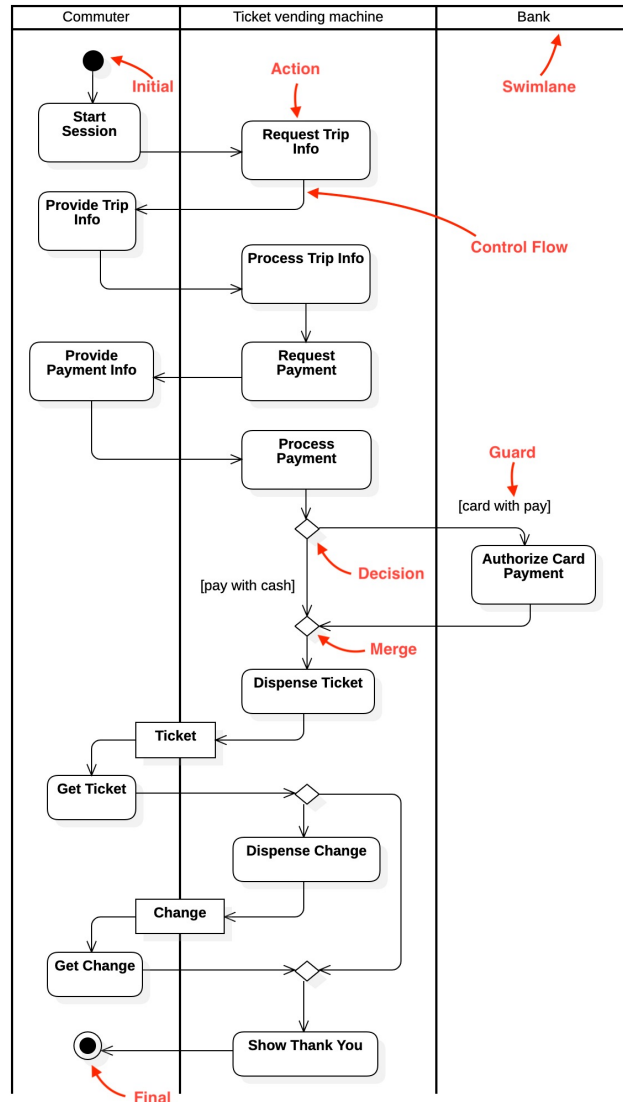 Commuter
Ticket vending machine
Bank
Initial
Action
Swimlane
Start
Session
Request Trip
Info
Provide Trip
Info
Control Flow
Process Trip Info
Provide
Payment Info
Request
Payment
Process
Payment
Guard
[card with pay]
Decision
Authorize Card
Payment
[pay with cash]
Merge
Dispense Ticket
Ticket
Get Ticket
Dispense Change
Change
Get Change
Show Thank You
Final